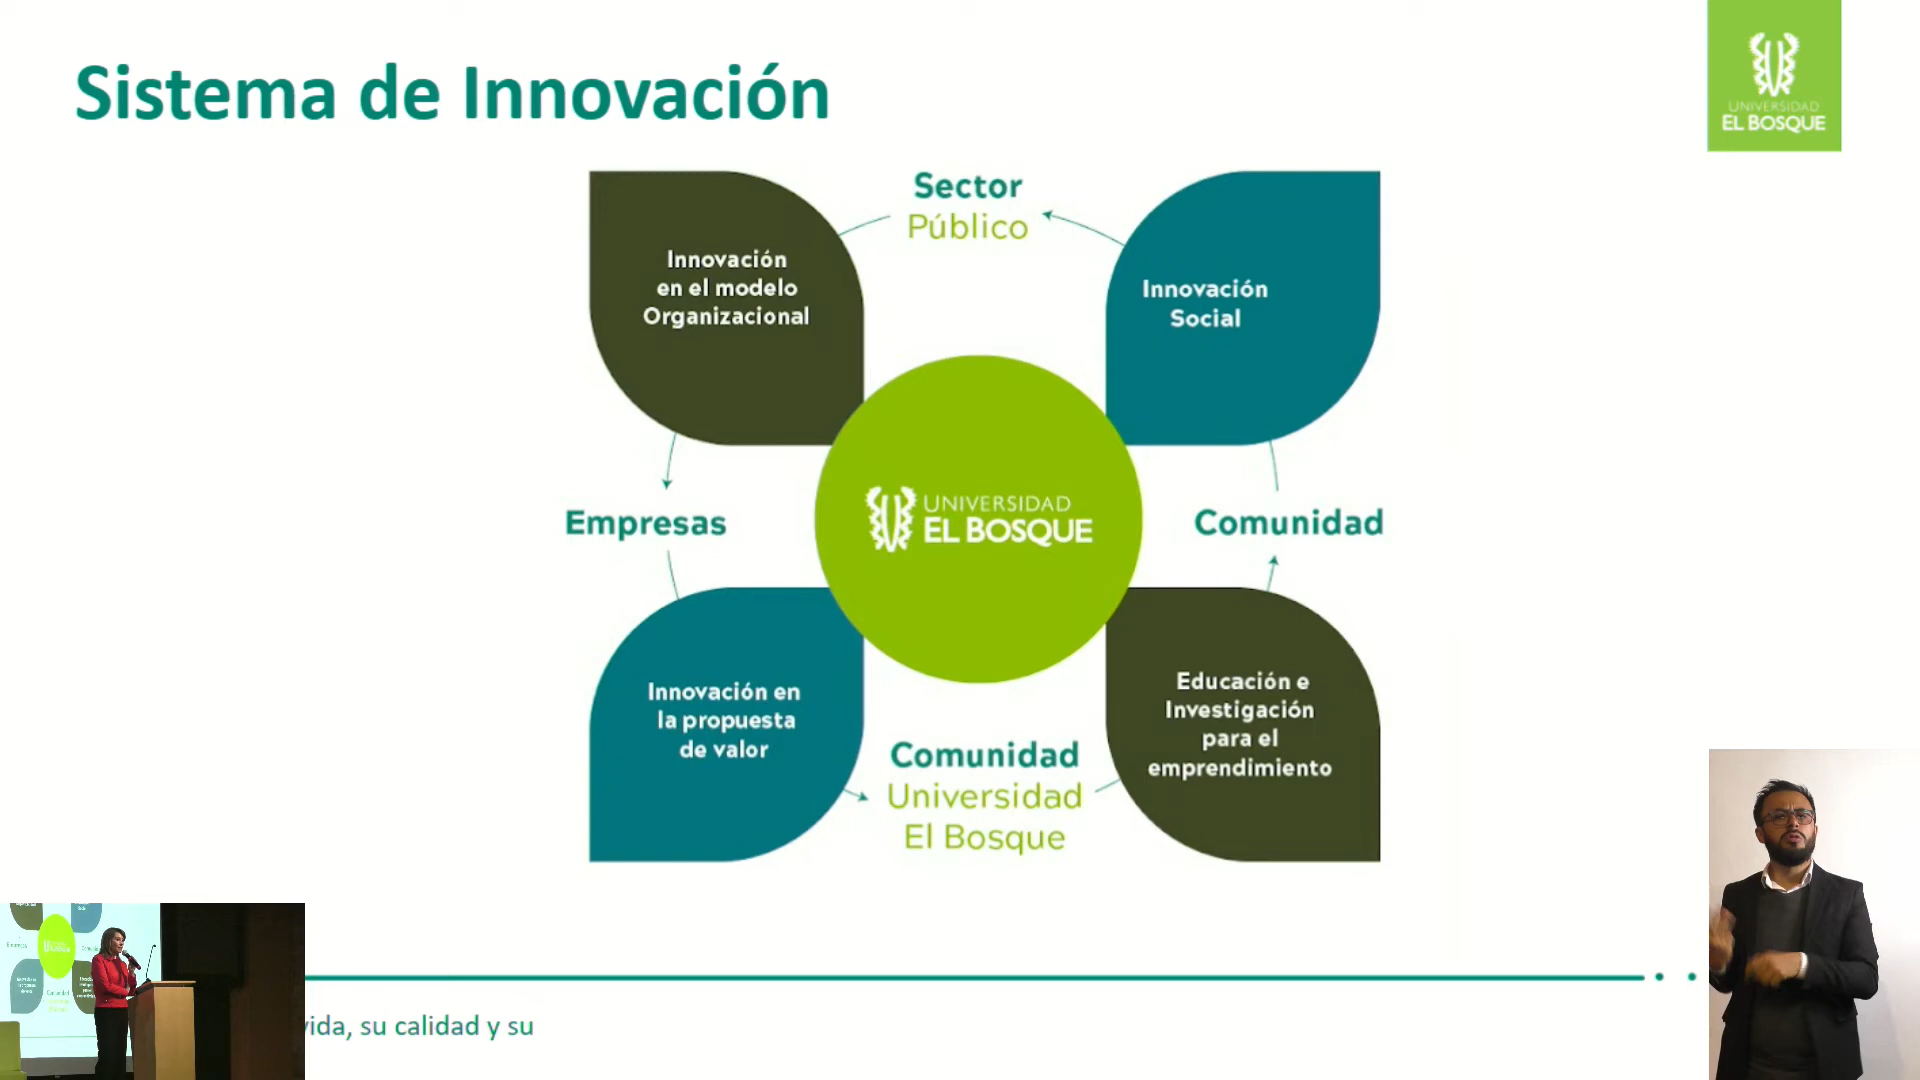 Sistema de Innovación
UNIVERSIDAD
EL BOSQUE
Sector
Público
Innovación
en el modelo
Organizacional
Innovación
Social
UNIVERSIDAD
EL BOSQUE
Empresas
Comunidad
Innovación en
la propuesta
de valor
Educación e
Investigación
para el
emprendimiento
Comunidad
Universidad
El Bosque
vida, su calidad y su